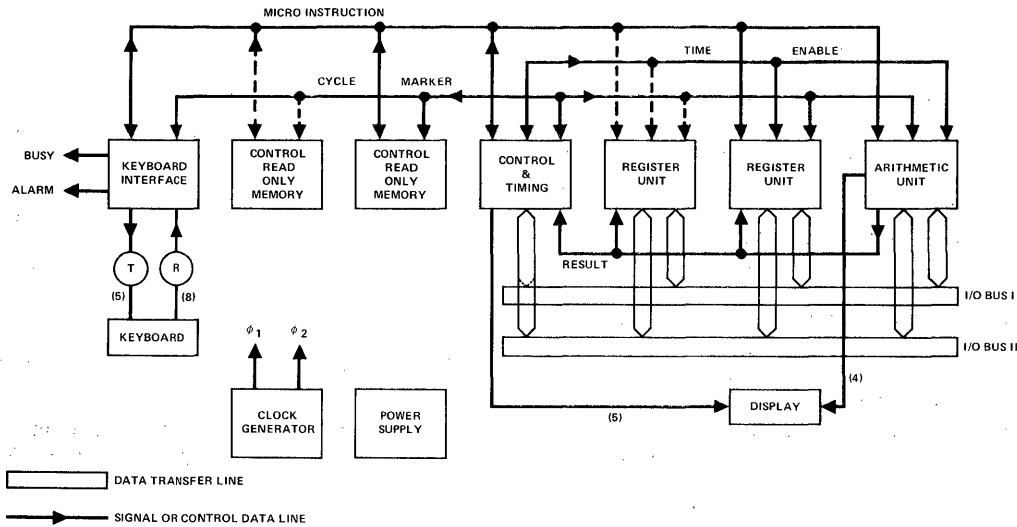 MICRO INSTRUCTION
TIME ENABLE
CYCLE MARKER
BUSY
ALARM
KEYBOARD
INTERFACE
CONTROL
READ
ONLY
MEMORY
CONTROL
READ
ONLY
MEMORY
CONTROL
&
TIMING
REGISTER
UNIT
REGISTER
UNIT
ARITHMETIC
UNIT
RESULT
T
R
(5)
(8)
KEYBOARD
I/O BUS I
I/O BUS II
ϕ1
ϕ2
CLOCK
GENERATOR
POWER
SUPPLY
(4)
(5)
DISPLAY
DATA TRANSFER LINE
SIGNAL OR CONTROL DATA LINE